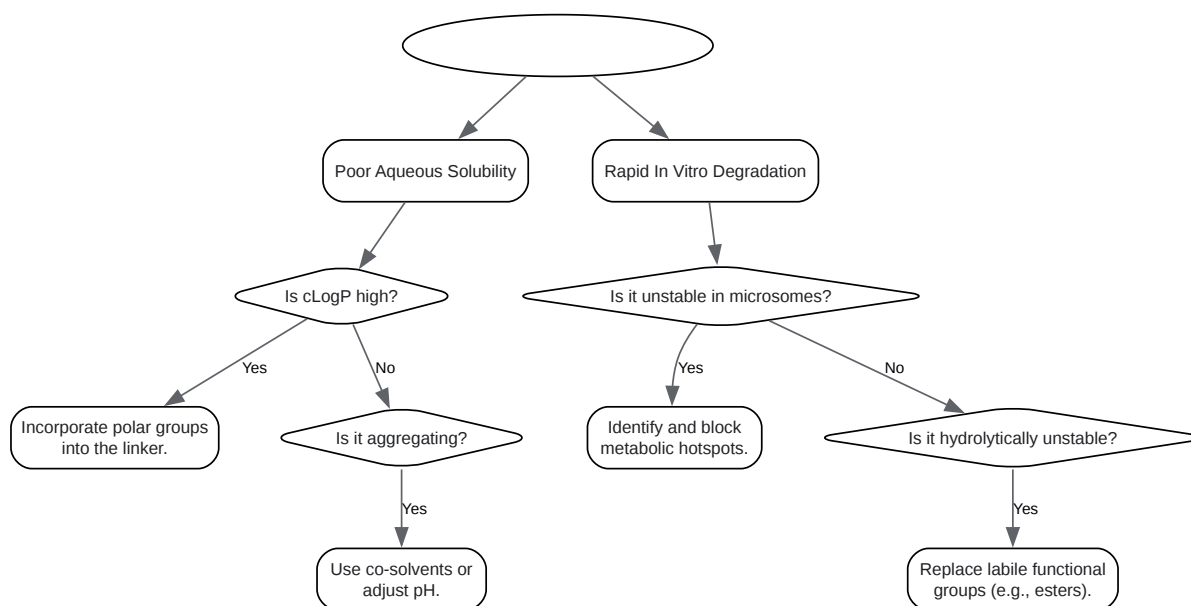 Poor Aqueous Solubility
Rapid In Vitro Degradation
Is cLogP high?
Is it unstable in microsomes?
Yes
No
Yes
No
Incorporate polar groups
into the linker.
Is it aggregating?
Identify and block
metabolic hotspots.
Is it hydrolytically unstable?
Yes
Yes
Use co-solvents or
adjust pH.
Replace labile functional
groups (e.g., esters).